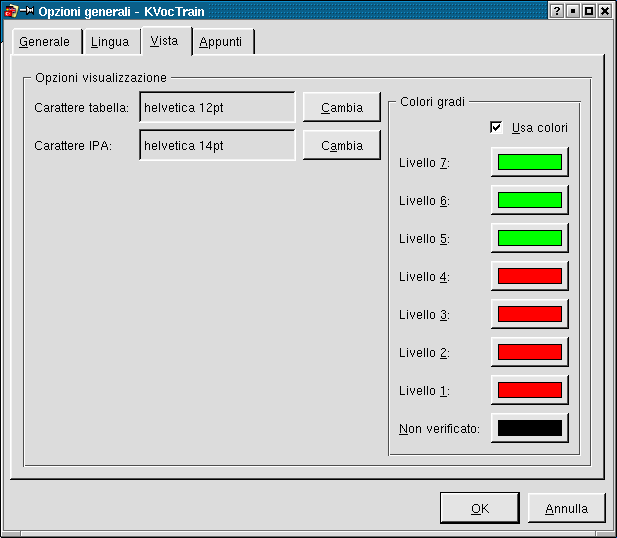 Opzioni generali - KVocTrain
Generale Lingua Vista Appunti
Opzioni visualizzazione
Carattere tabella: helvetica 12pt Cambia
Carattere IPA: helvetica 14pt Cambia
Colori gradi
Usa colori
Livello 7:
Livello 6:
Livello 5:
Livello 4:
Livello 3:
Livello 2:
Livello 1:
Non verificato:
OK Annulla